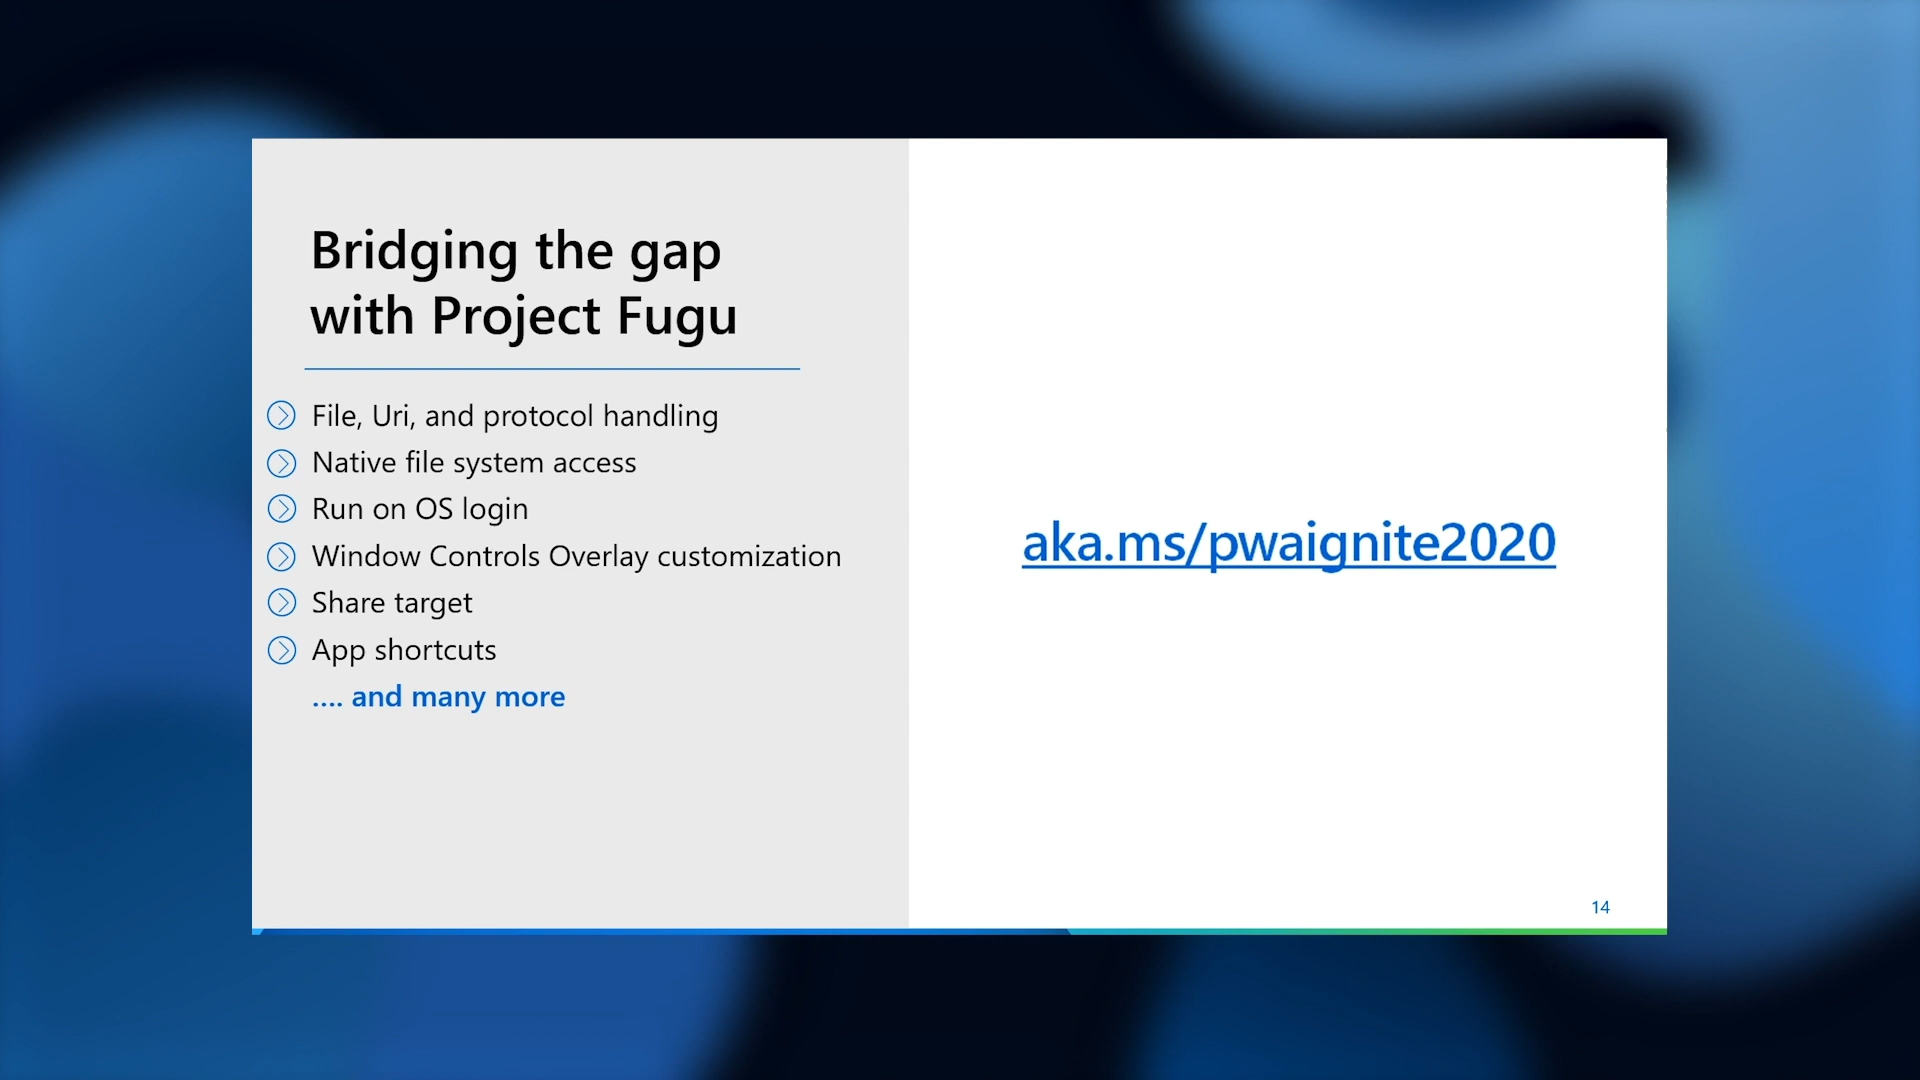 Bridging the gap
with Project Fugu
File, Uri, and protocol handling
Native file system access
Run on OS login
Window Controls Overlay customization
Share target
App shortcuts
.... and many more
aka.ms/pwaignite2020
14